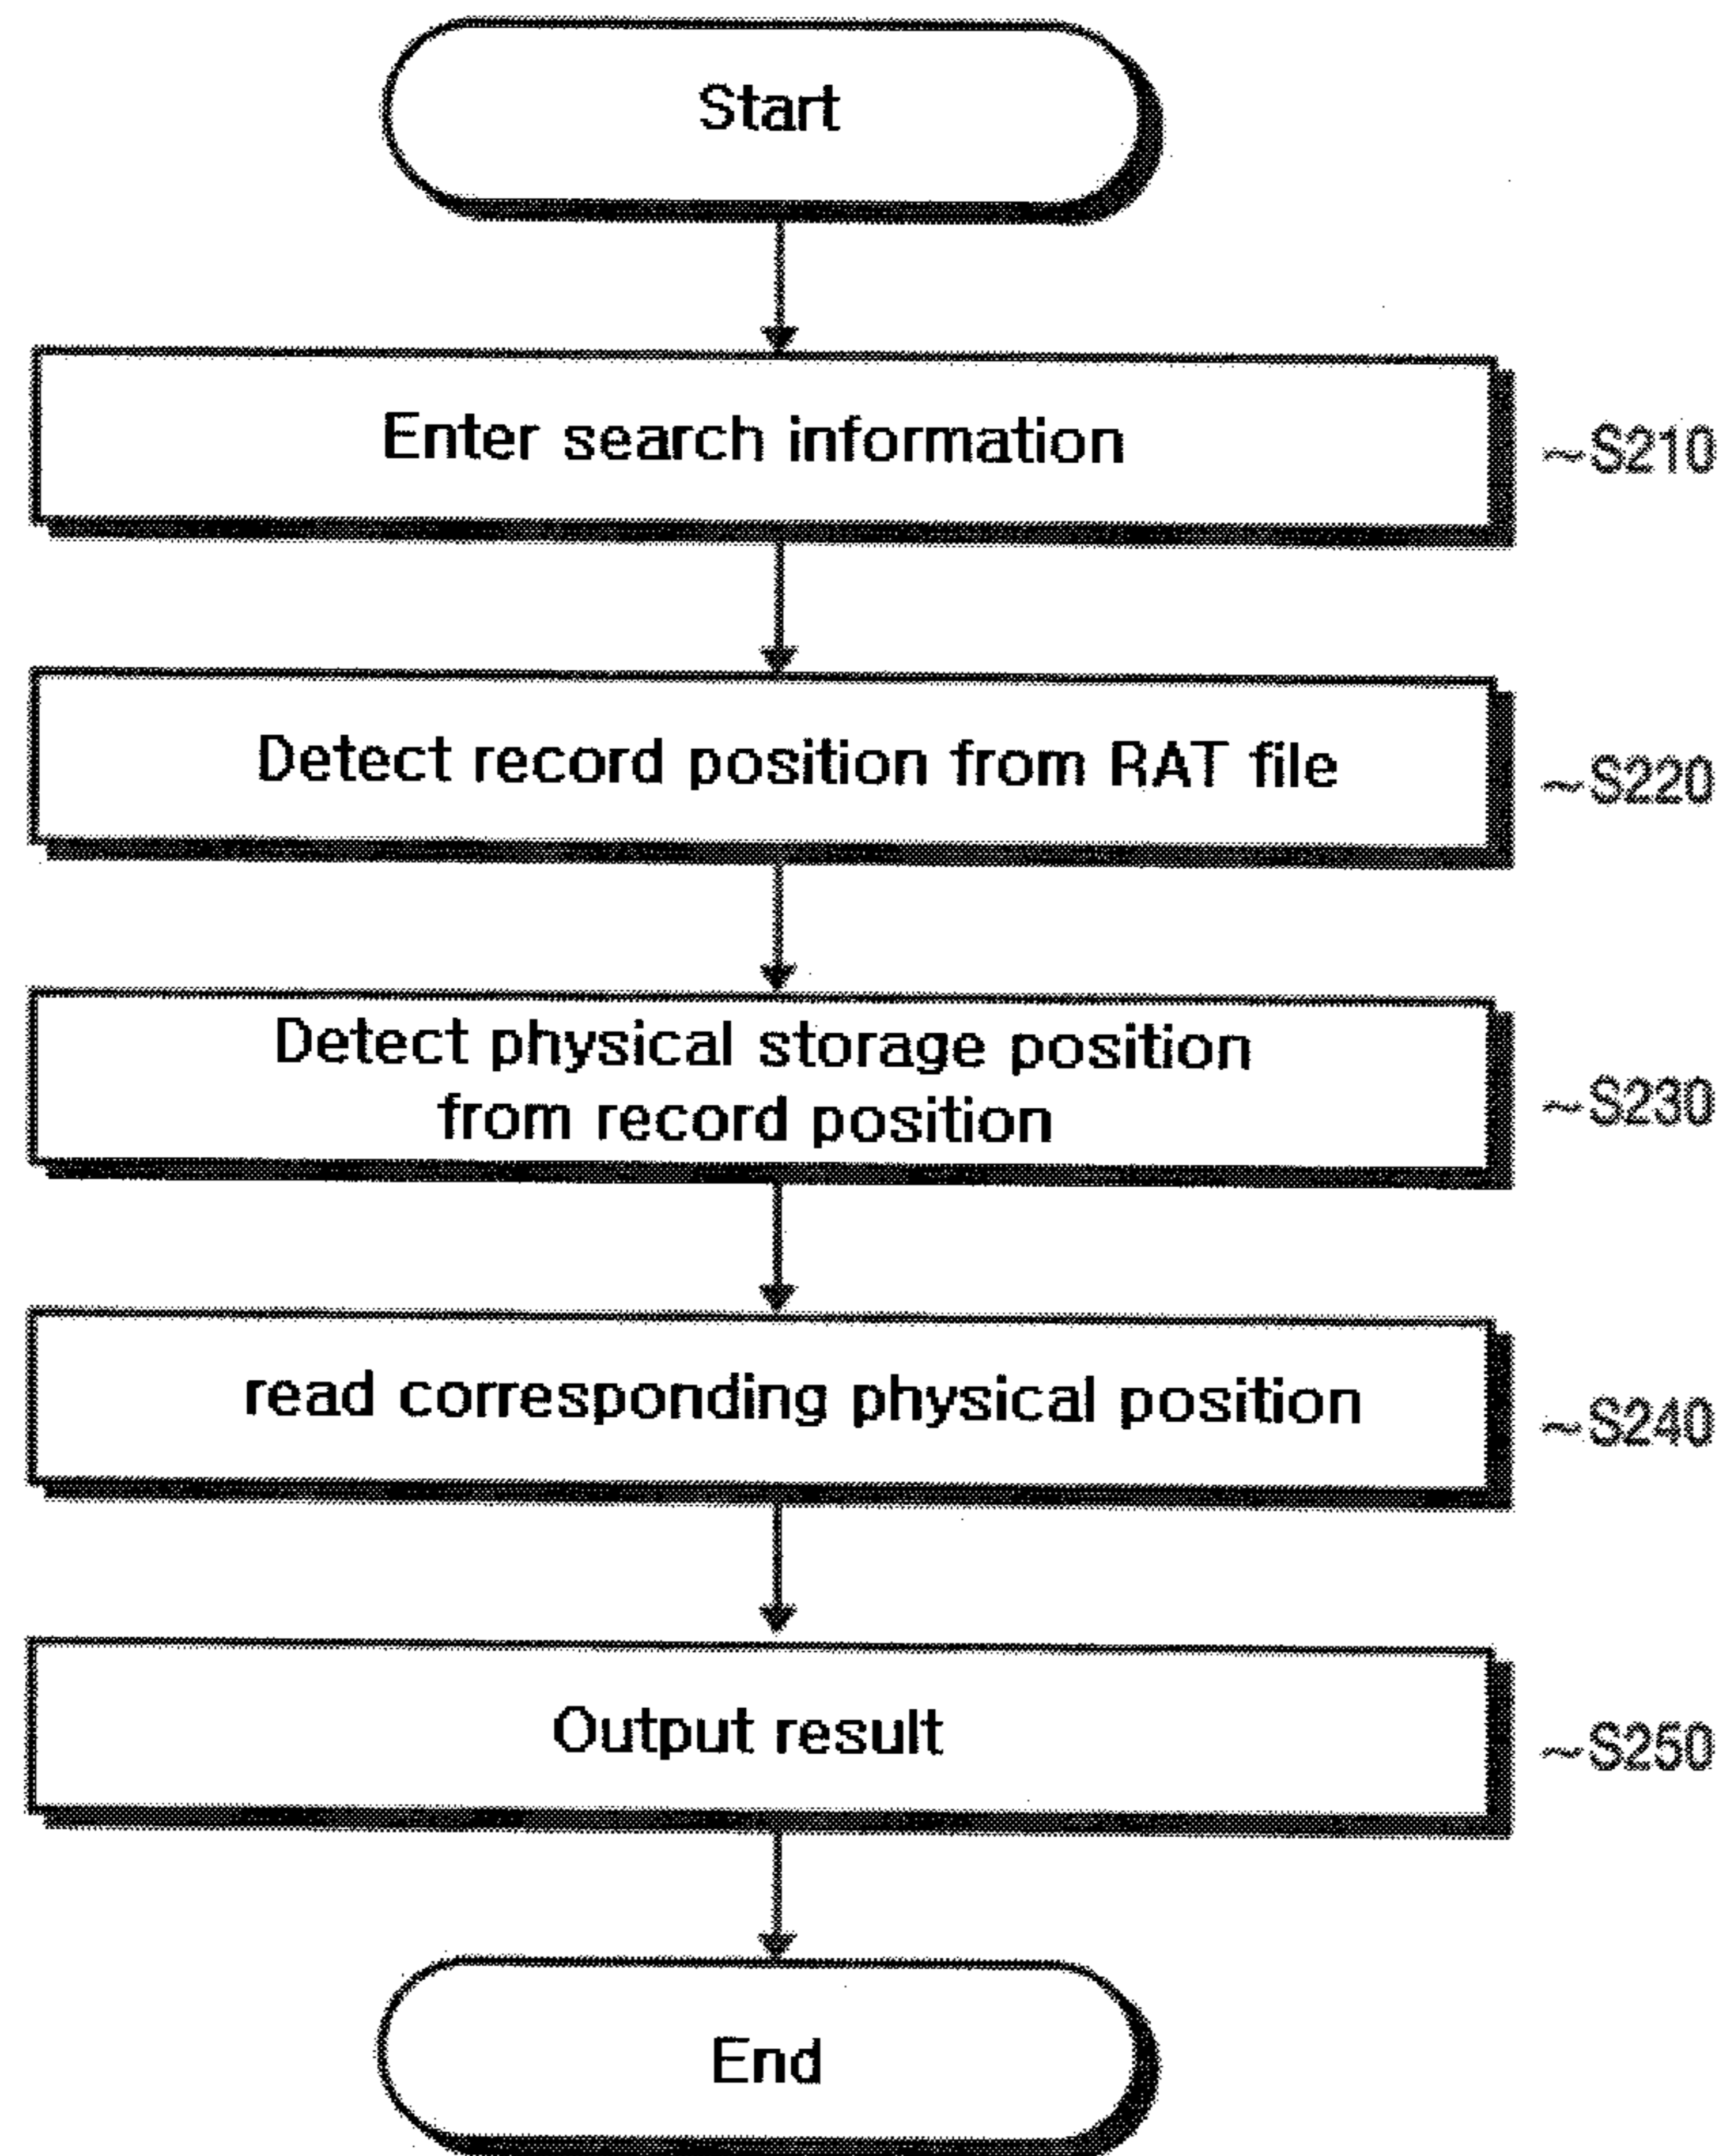 Start
Enter search information
~S210
Detect record position from RAT file
~S220
Detect physical storage position
from record position
~S230
read corresponding physical position
~S240
Output result
~S250
End